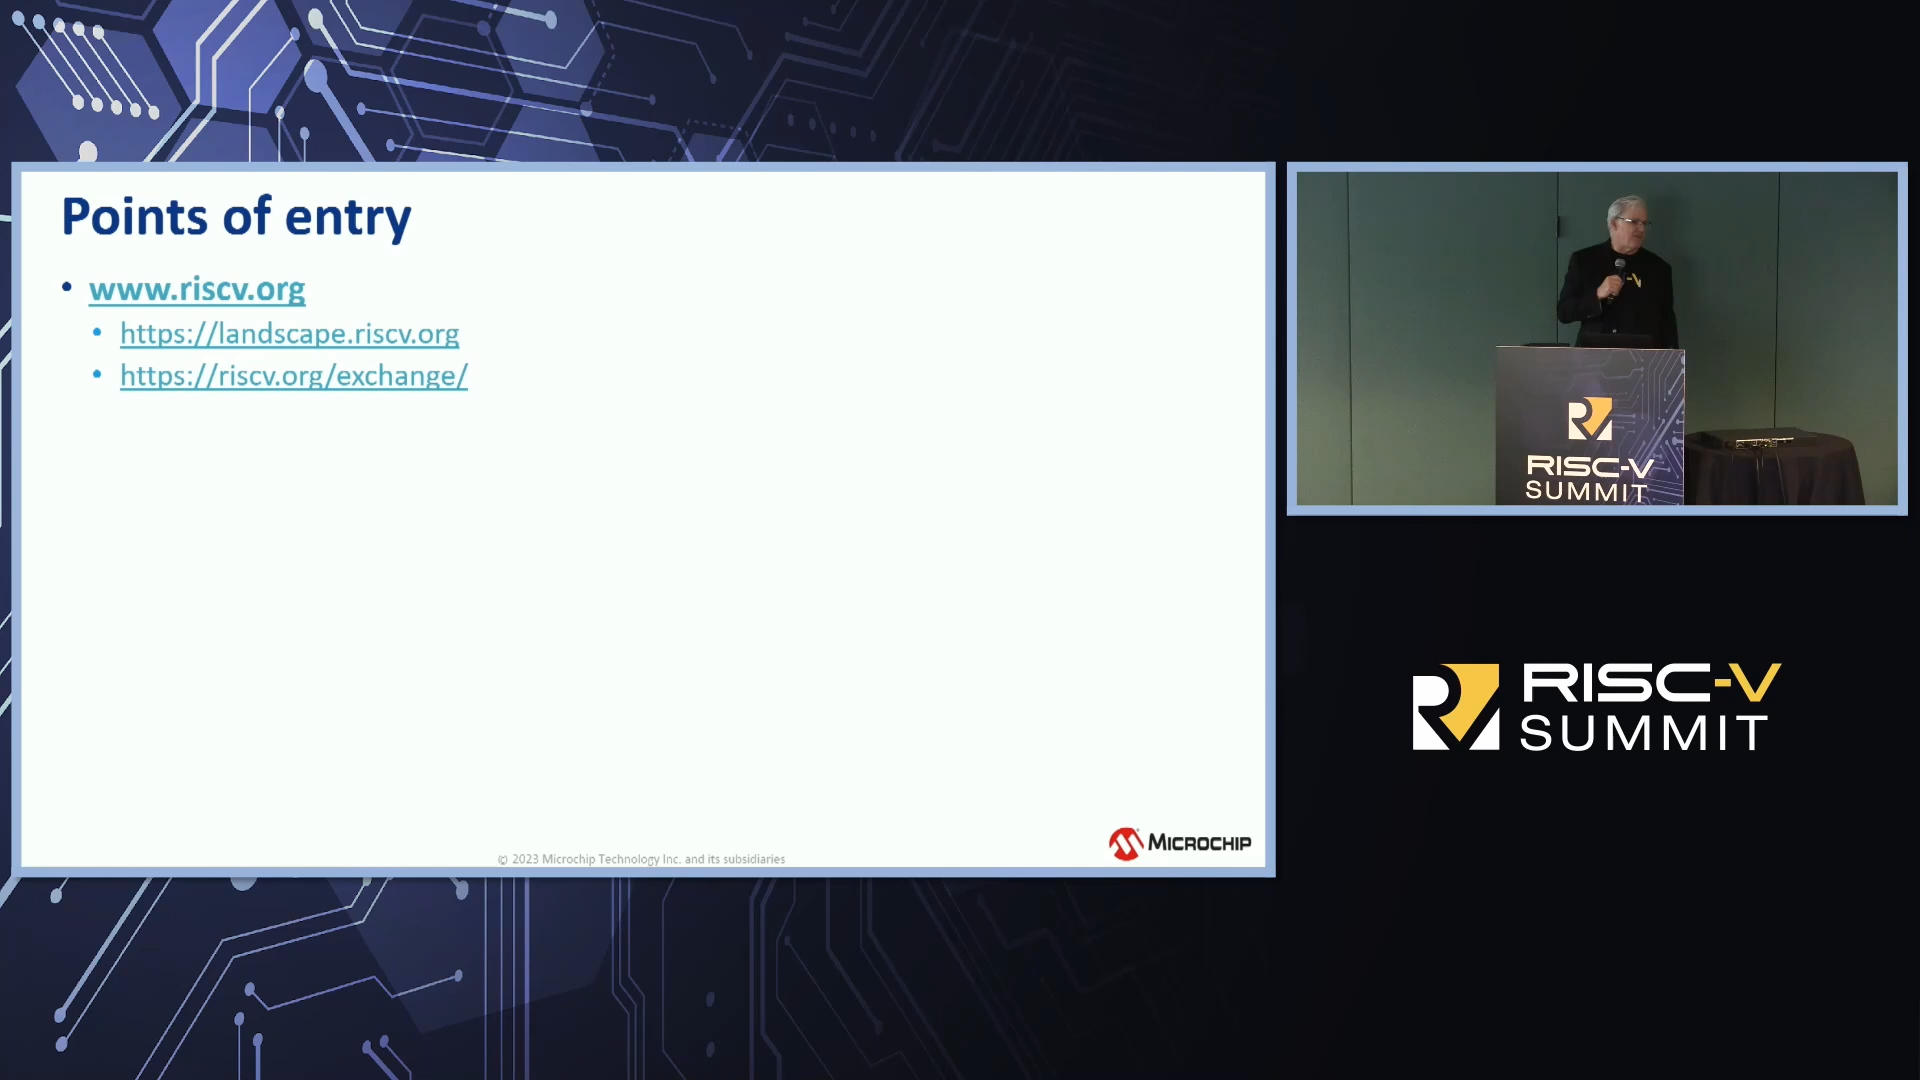 Points of entry
• www.riscv.org
• https://landscape.riscv.org
• https://riscv.org/exchange/
© 2023 Microchip Technology Inc. and its subsidiaries
MICROCHIP
RISC-V
SUMMIT
RISC-V
SUMMIT